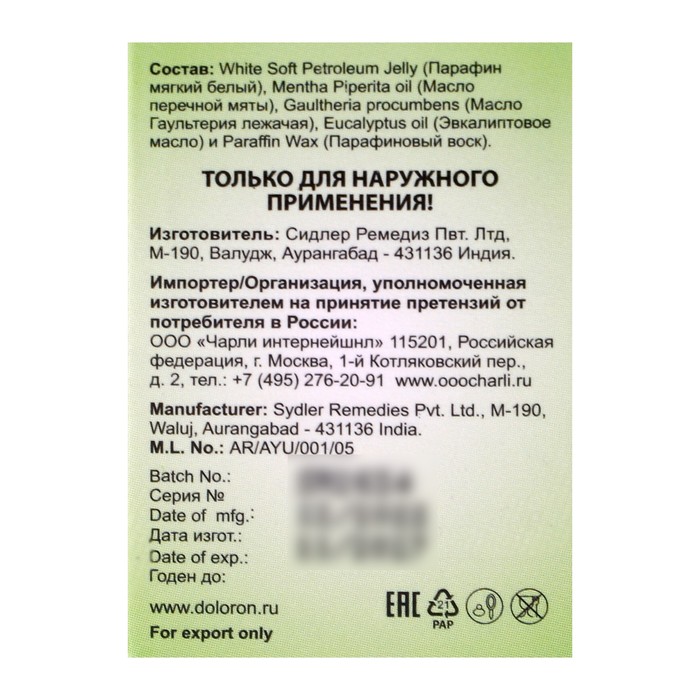 Состав: White Soft Petroleum Jelly (Парафин
мягкий белый), Mentha Piperita oil (Масло
перечной мяты), Gaultheria procumbens (Масло
Гаультерия лежачая), Eucalyptus oil (Эвкалиптовое
масло) и Paraffin Wax (Парафиновый воск).
ТОЛЬКО ДЛЯ НАРУЖНОГО
ПРИМЕНЕНИЯ!
Изготовитель: Сидлер Ремедиз Пвт. Лтд,
М-190, Валудж, Аурангабад - 431136 Индия.
Импортер/Организация, уполномоченная
изготовителем на принятие претензий от
потребителя в России:
ООО «Чарли интернейшнл» 115201, Российская
федерация, г. Москва, 1-й Котляковский пер.,
д. 2, тел.: +7 (495) 276-20-91 www.ooocharli.ru
Manufacturer: Sydler Remedies Pvt. Ltd., M-190,
Waluj, Aurangabad - 431136 India.
M.L. No.: AR/AYU/001/05
Batch No.:
Серия №
Date of mfg.:
Дата изгот.:
Date of exp.:
Годен до:
www.doloron.ru
For export only
EAC 21
PAP